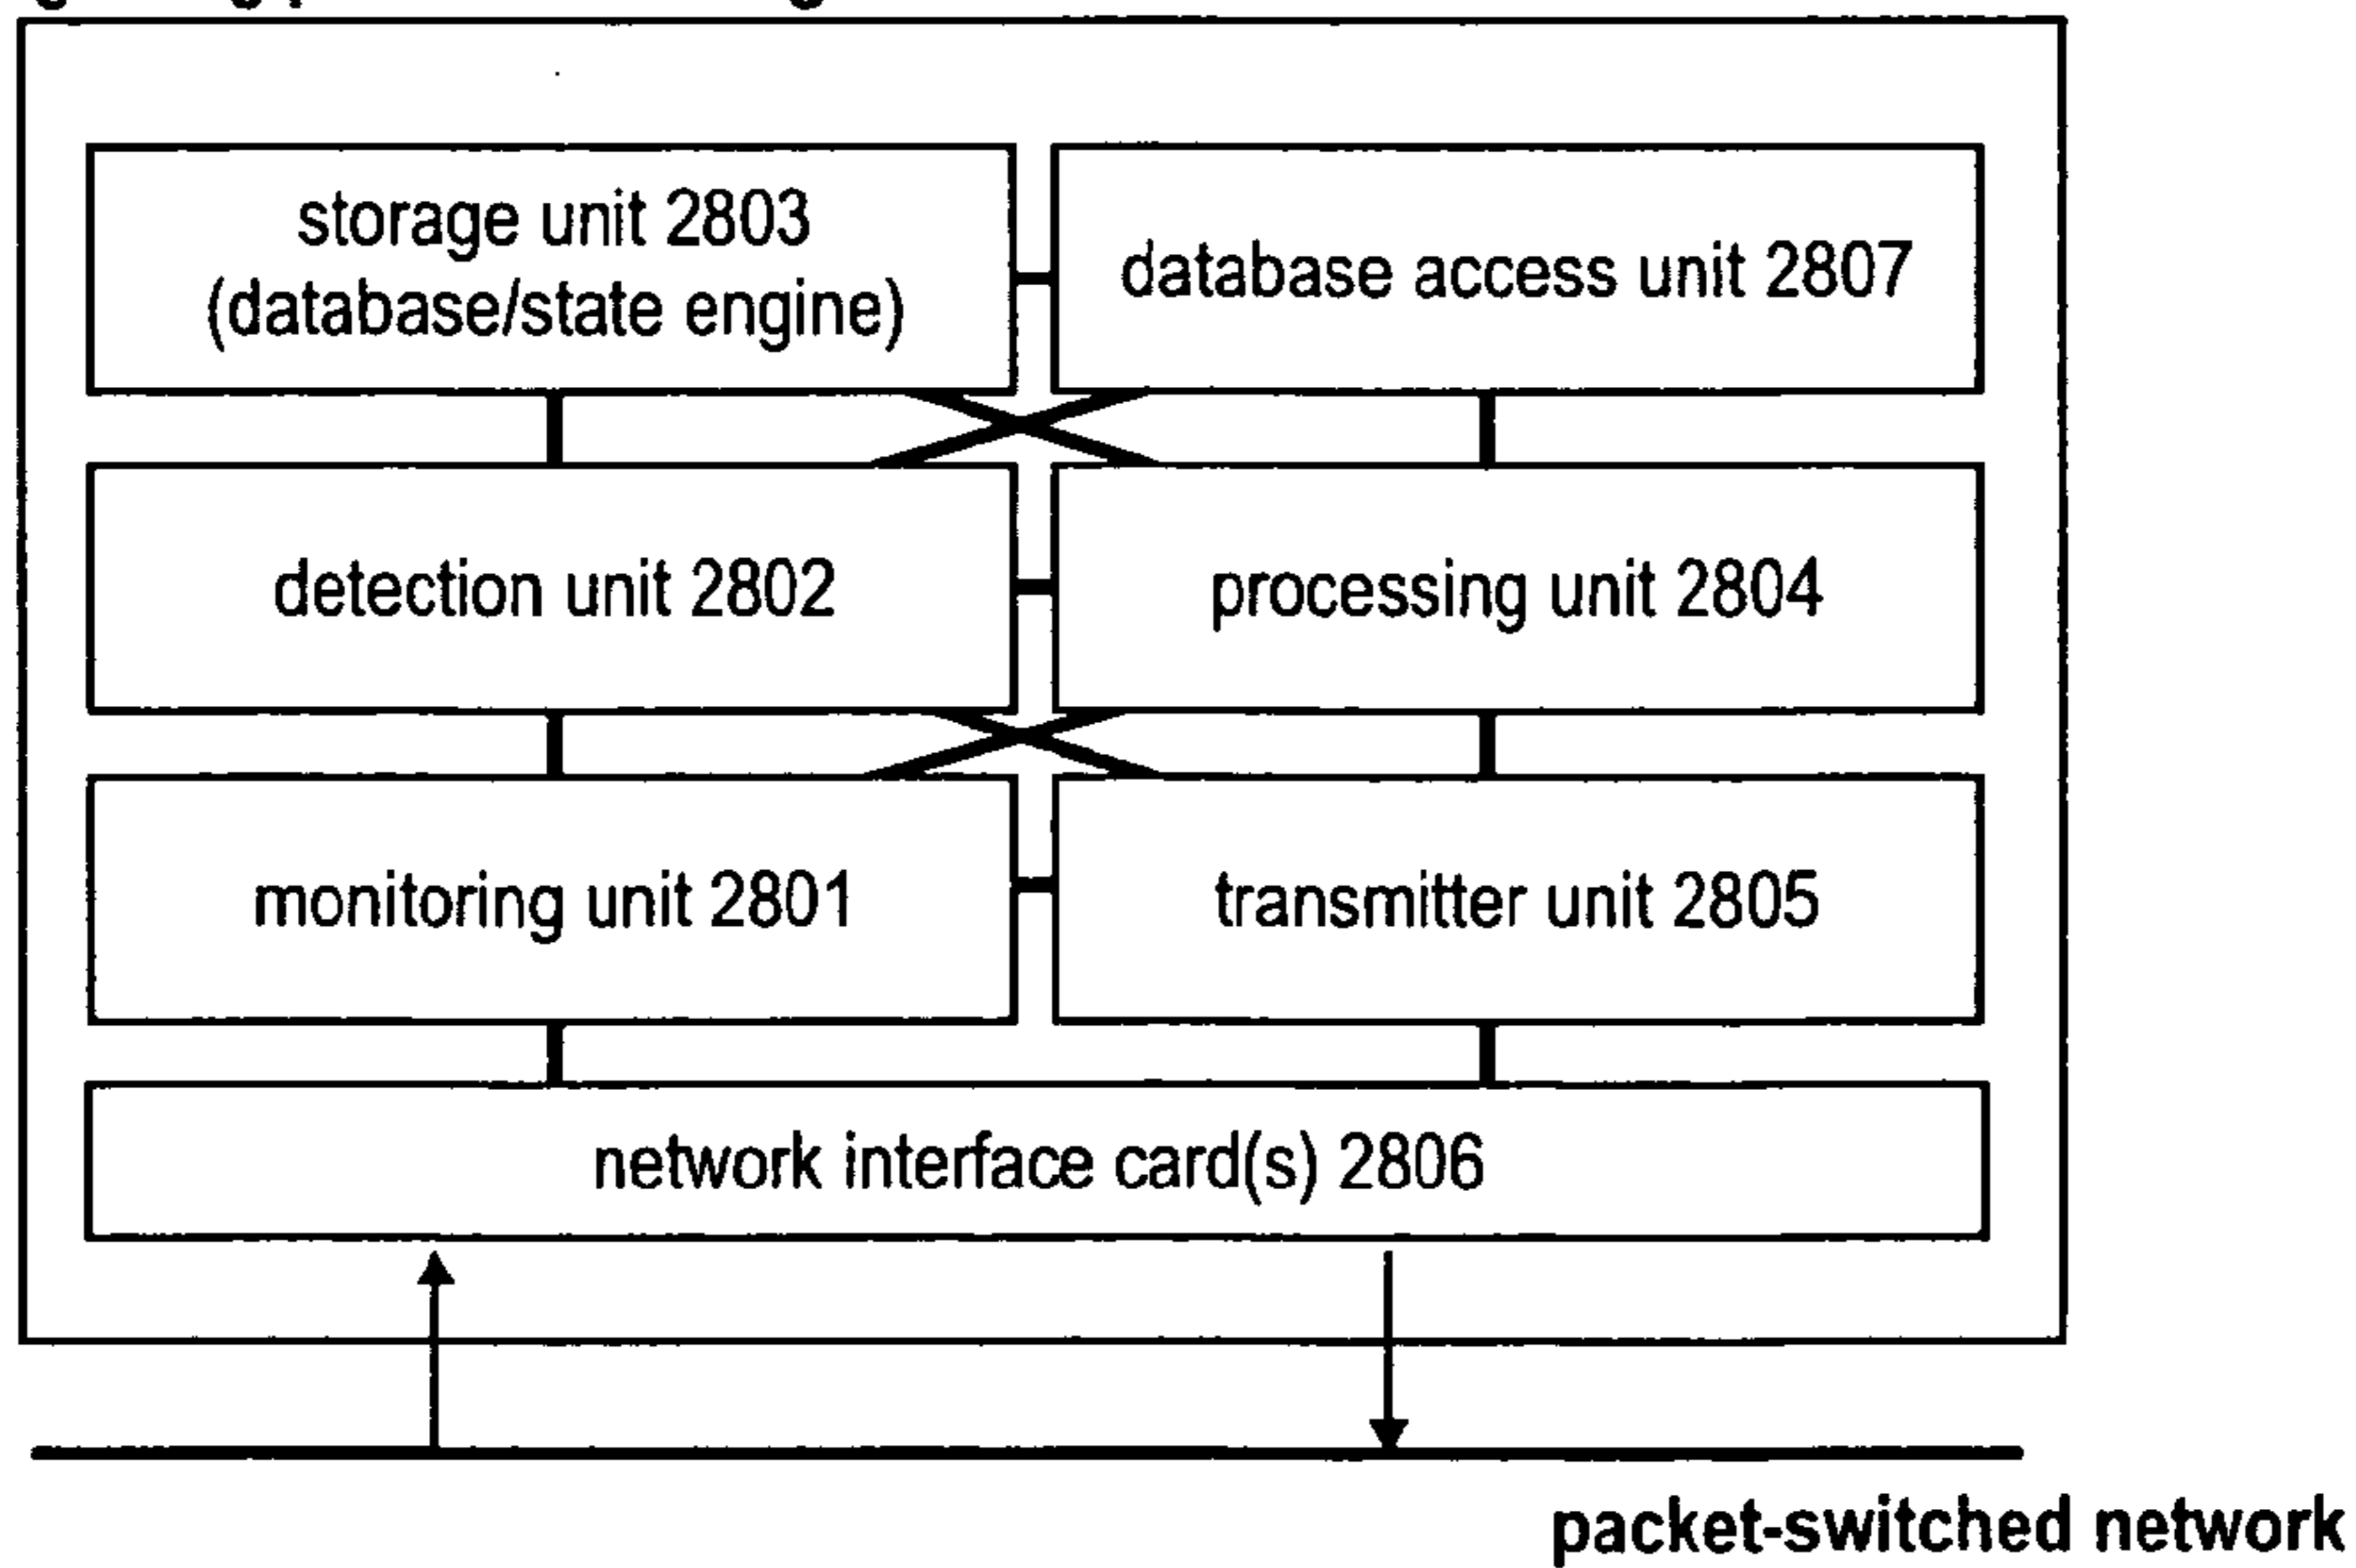 storage unit 2803
(database/state engine)
database access unit 2807
detection unit 2802
processing unit 2804
monitoring unit 2801
transmitter unit 2805
network interface card(s) 2806
packet-switched network